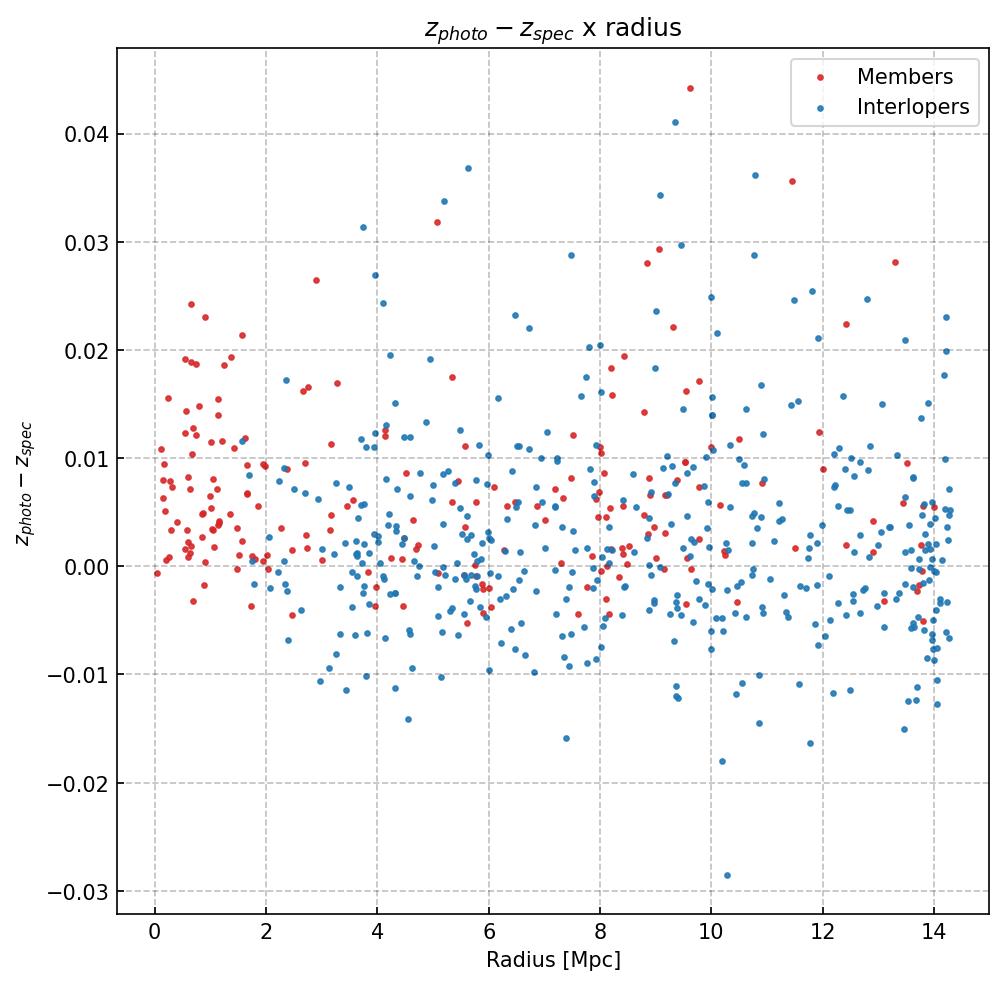 z_photo − z_spec x radius
Members
Interlopers
0.04
0.03
0.02
0.01
0.00
−0.01
−0.02
−0.03
z_photo − z_spec
0 2 4 6 8 10 12 14
Radius [Mpc]